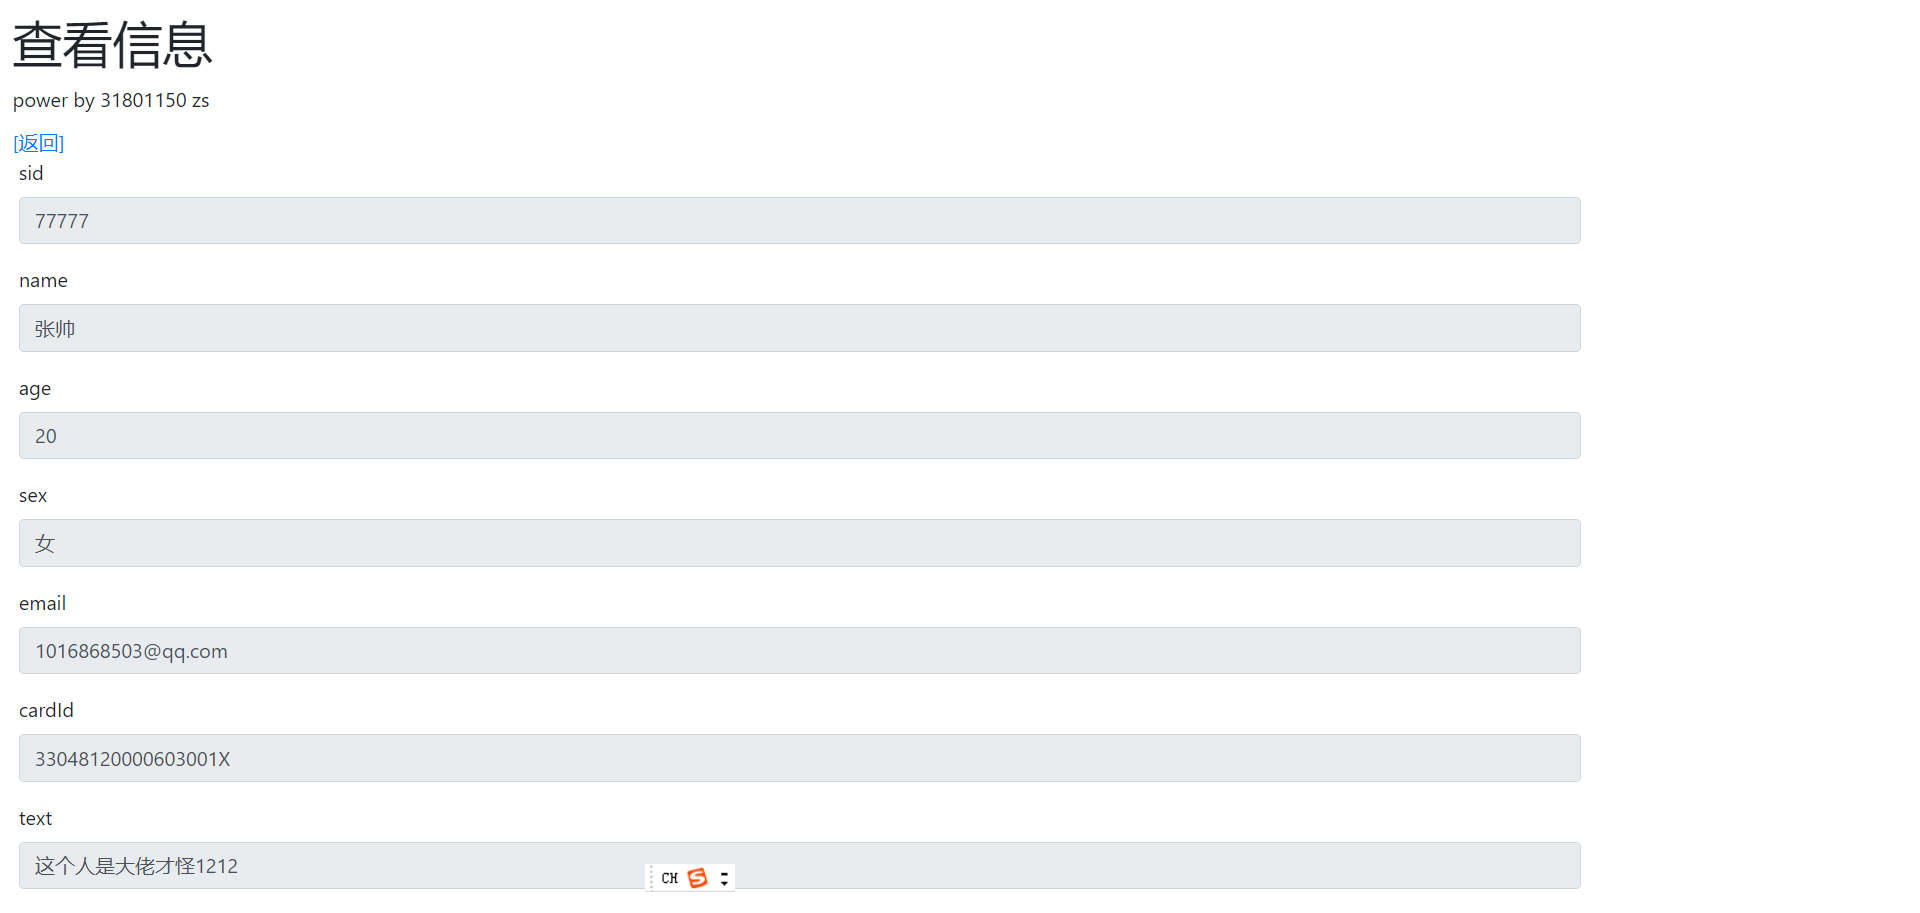 查看信息
power by 31801150 zs
[返回]
sid
77777
name
张帅
age
20
sex
女
email
1016868503@qq.com
cardId
33048120000603001X
text
这个人是大佬才怪1212
CH S